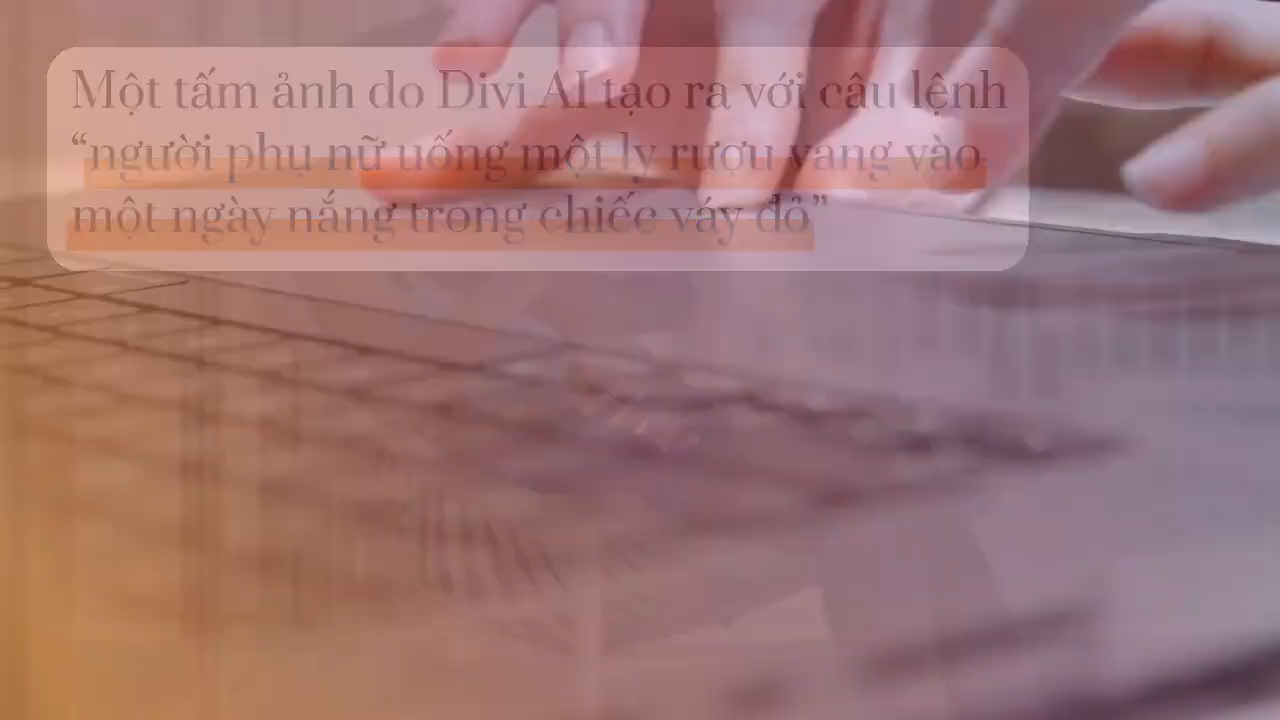 Một tấm ảnh do Divi AI tạo ra với câu lệnh
“người phụ nữ uống một ly rượu vang vào
một ngày nắng trong chiếc váy đỏ”